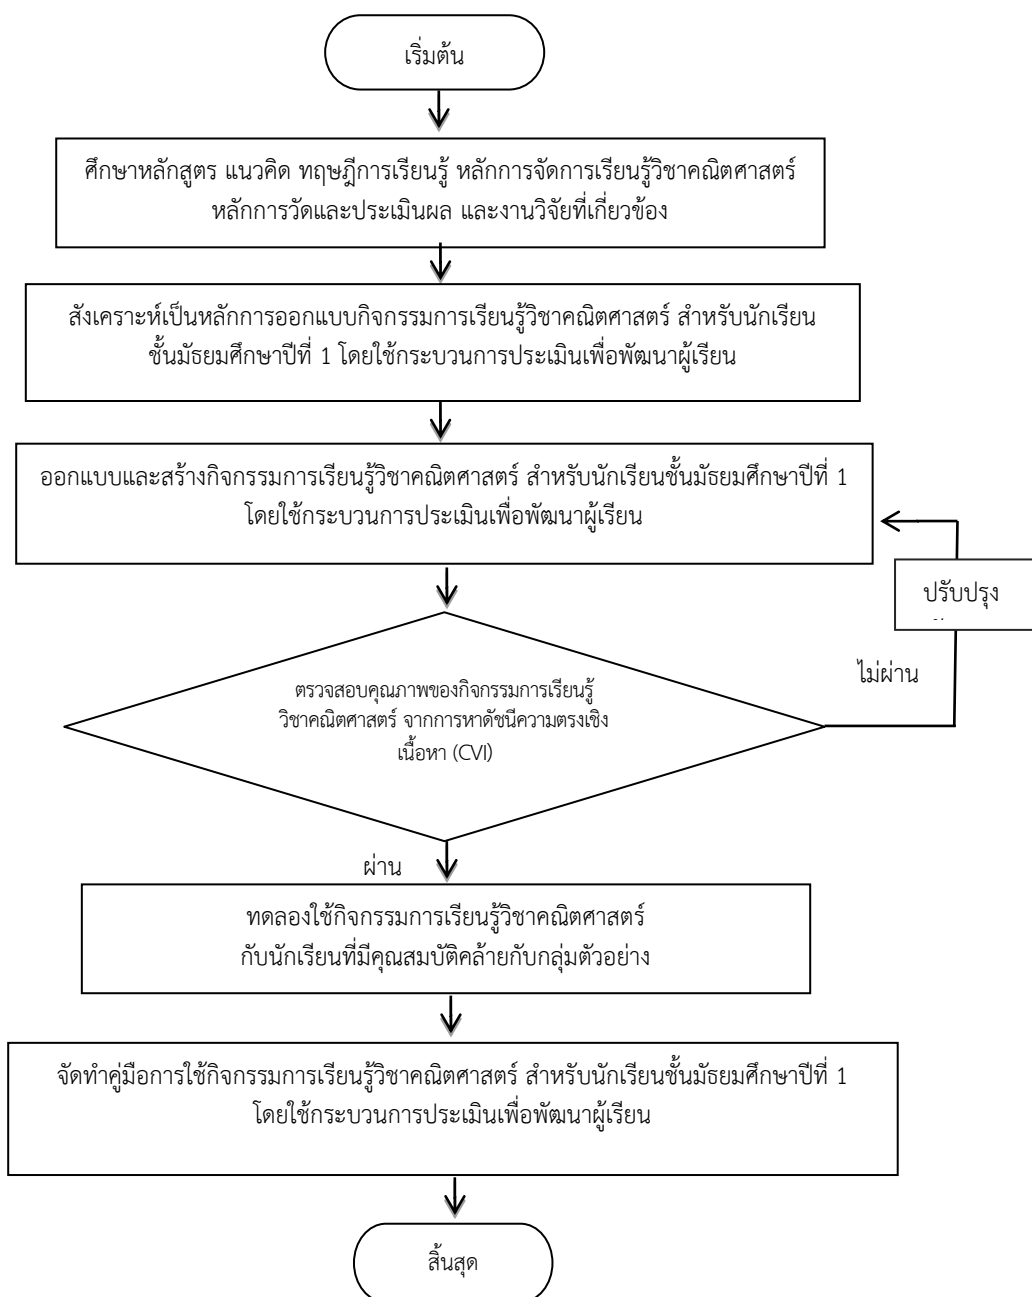 เริ่มต้น
ศึกษาหลักสูตร แนวคิด ทฤษฎีการเรียนรู้ หลักการจัดการเรียนรู้วิชาคณิตศาสตร์
หลักการวัดและประเมินผล และงานวิจัยที่เกี่ยวข้อง
สังเคราะห์เป็นหลักการออกแบบกิจกรรมการเรียนรู้วิชาคณิตศาสตร์ สำหรับนักเรียน
ชั้นมัธยมศึกษาปีที่ 1 โดยใช้กระบวนการประเมินเพื่อพัฒนาผู้เรียน
ออกแบบและสร้างกิจกรรมการเรียนรู้วิชาคณิตศาสตร์ สำหรับนักเรียนชั้นมัธยมศึกษาปีที่ 1
โดยใช้กระบวนการประเมินเพื่อพัฒนาผู้เรียน
ปรับปรุง
ไม่ผ่าน
ตรวจสอบคุณภาพของกิจกรรมการเรียนรู้
วิชาคณิตศาสตร์ จากการหาดัชนีความตรงเชิง
เนื้อหา (CVI)
ผ่าน
ทดลองใช้กิจกรรมการเรียนรู้วิชาคณิตศาสตร์
กับนักเรียนที่มีคุณสมบัติคล้ายกับกลุ่มตัวอย่าง
จัดทำคู่มือการใช้กิจกรรมการเรียนรู้วิชาคณิตศาสตร์ สำหรับนักเรียนชั้นมัธยมศึกษาปีที่ 1
โดยใช้กระบวนการประเมินเพื่อพัฒนาผู้เรียน
สิ้นสุด